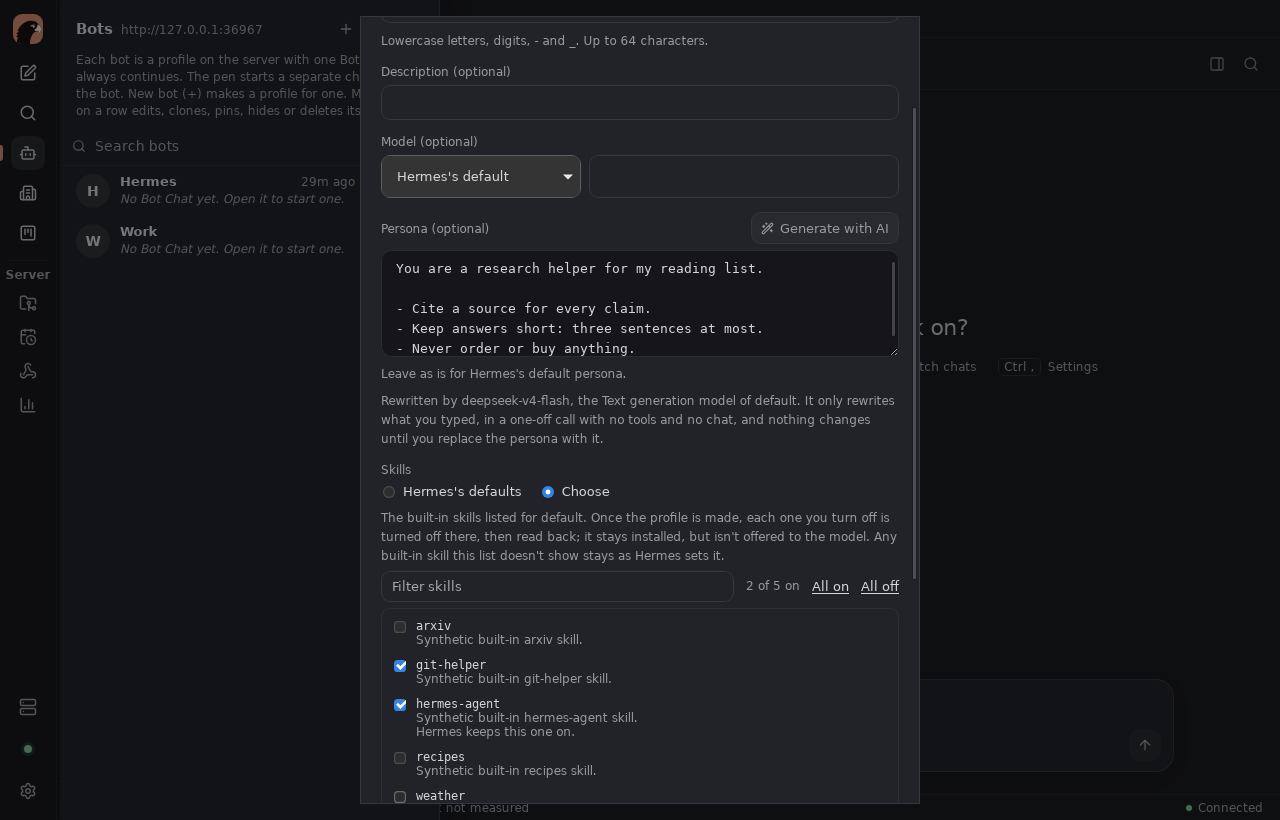 Bots http://127.0.0.1:36967
Each bot is a profile on the server with one Bot
always continues. The pen starts a separate ch
the bot. New bot (+) makes a profile for one. M
on a row edits, clones, pins, hides or deletes its
Search bots
H
Hermes 29m ago
No Bot Chat yet. Open it to start one.
W
Work
No Bot Chat yet. Open it to start one.
Server
Lowercase letters, digits, - and _. Up to 64 characters.
Description (optional)
Model (optional)
Hermes's default
Persona (optional)
Generate with AI
You are a research helper for my reading list.
- Cite a source for every claim.
- Keep answers short: three sentences at most.
- Never order or buy anything.
Leave as is for Hermes's default persona.
Rewritten by deepseek-v4-flash, the Text generation model of default. It only rewrites
what you typed, in a one-off call with no tools and no chat, and nothing changes
until you replace the persona with it.
Skills
Hermes's defaults Choose
The built-in skills listed for default. Once the profile is made, each one you turn off is
turned off there, then read back; it stays installed, but isn't offered to the model. Any
built-in skill this list doesn't show stays as Hermes sets it.
Filter skills 2 of 5 on All on All off
arxiv
Synthetic built-in arxiv skill.
git-helper
Synthetic built-in git-helper skill.
hermes-agent
Synthetic built-in hermes-agent skill.
Hermes keeps this one on.
recipes
Synthetic built-in recipes skill.
weather
on?
tch chats Ctrl , Settings
not measured
Connected